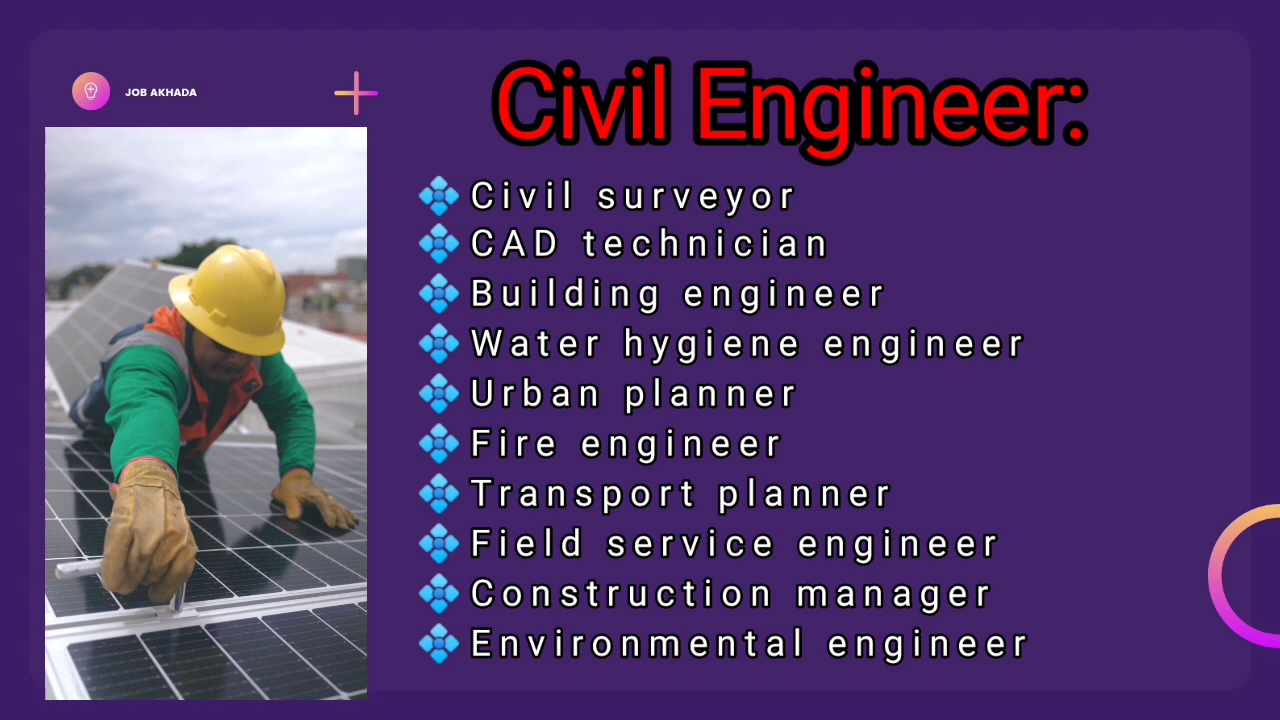 JOB AKHADA
Civil Engineer:
Civil surveyor
CAD technician
Building engineer
Water hygiene engineer
Urban planner
Fire engineer
Transport planner
Field service engineer
Construction manager
Environmental engineer